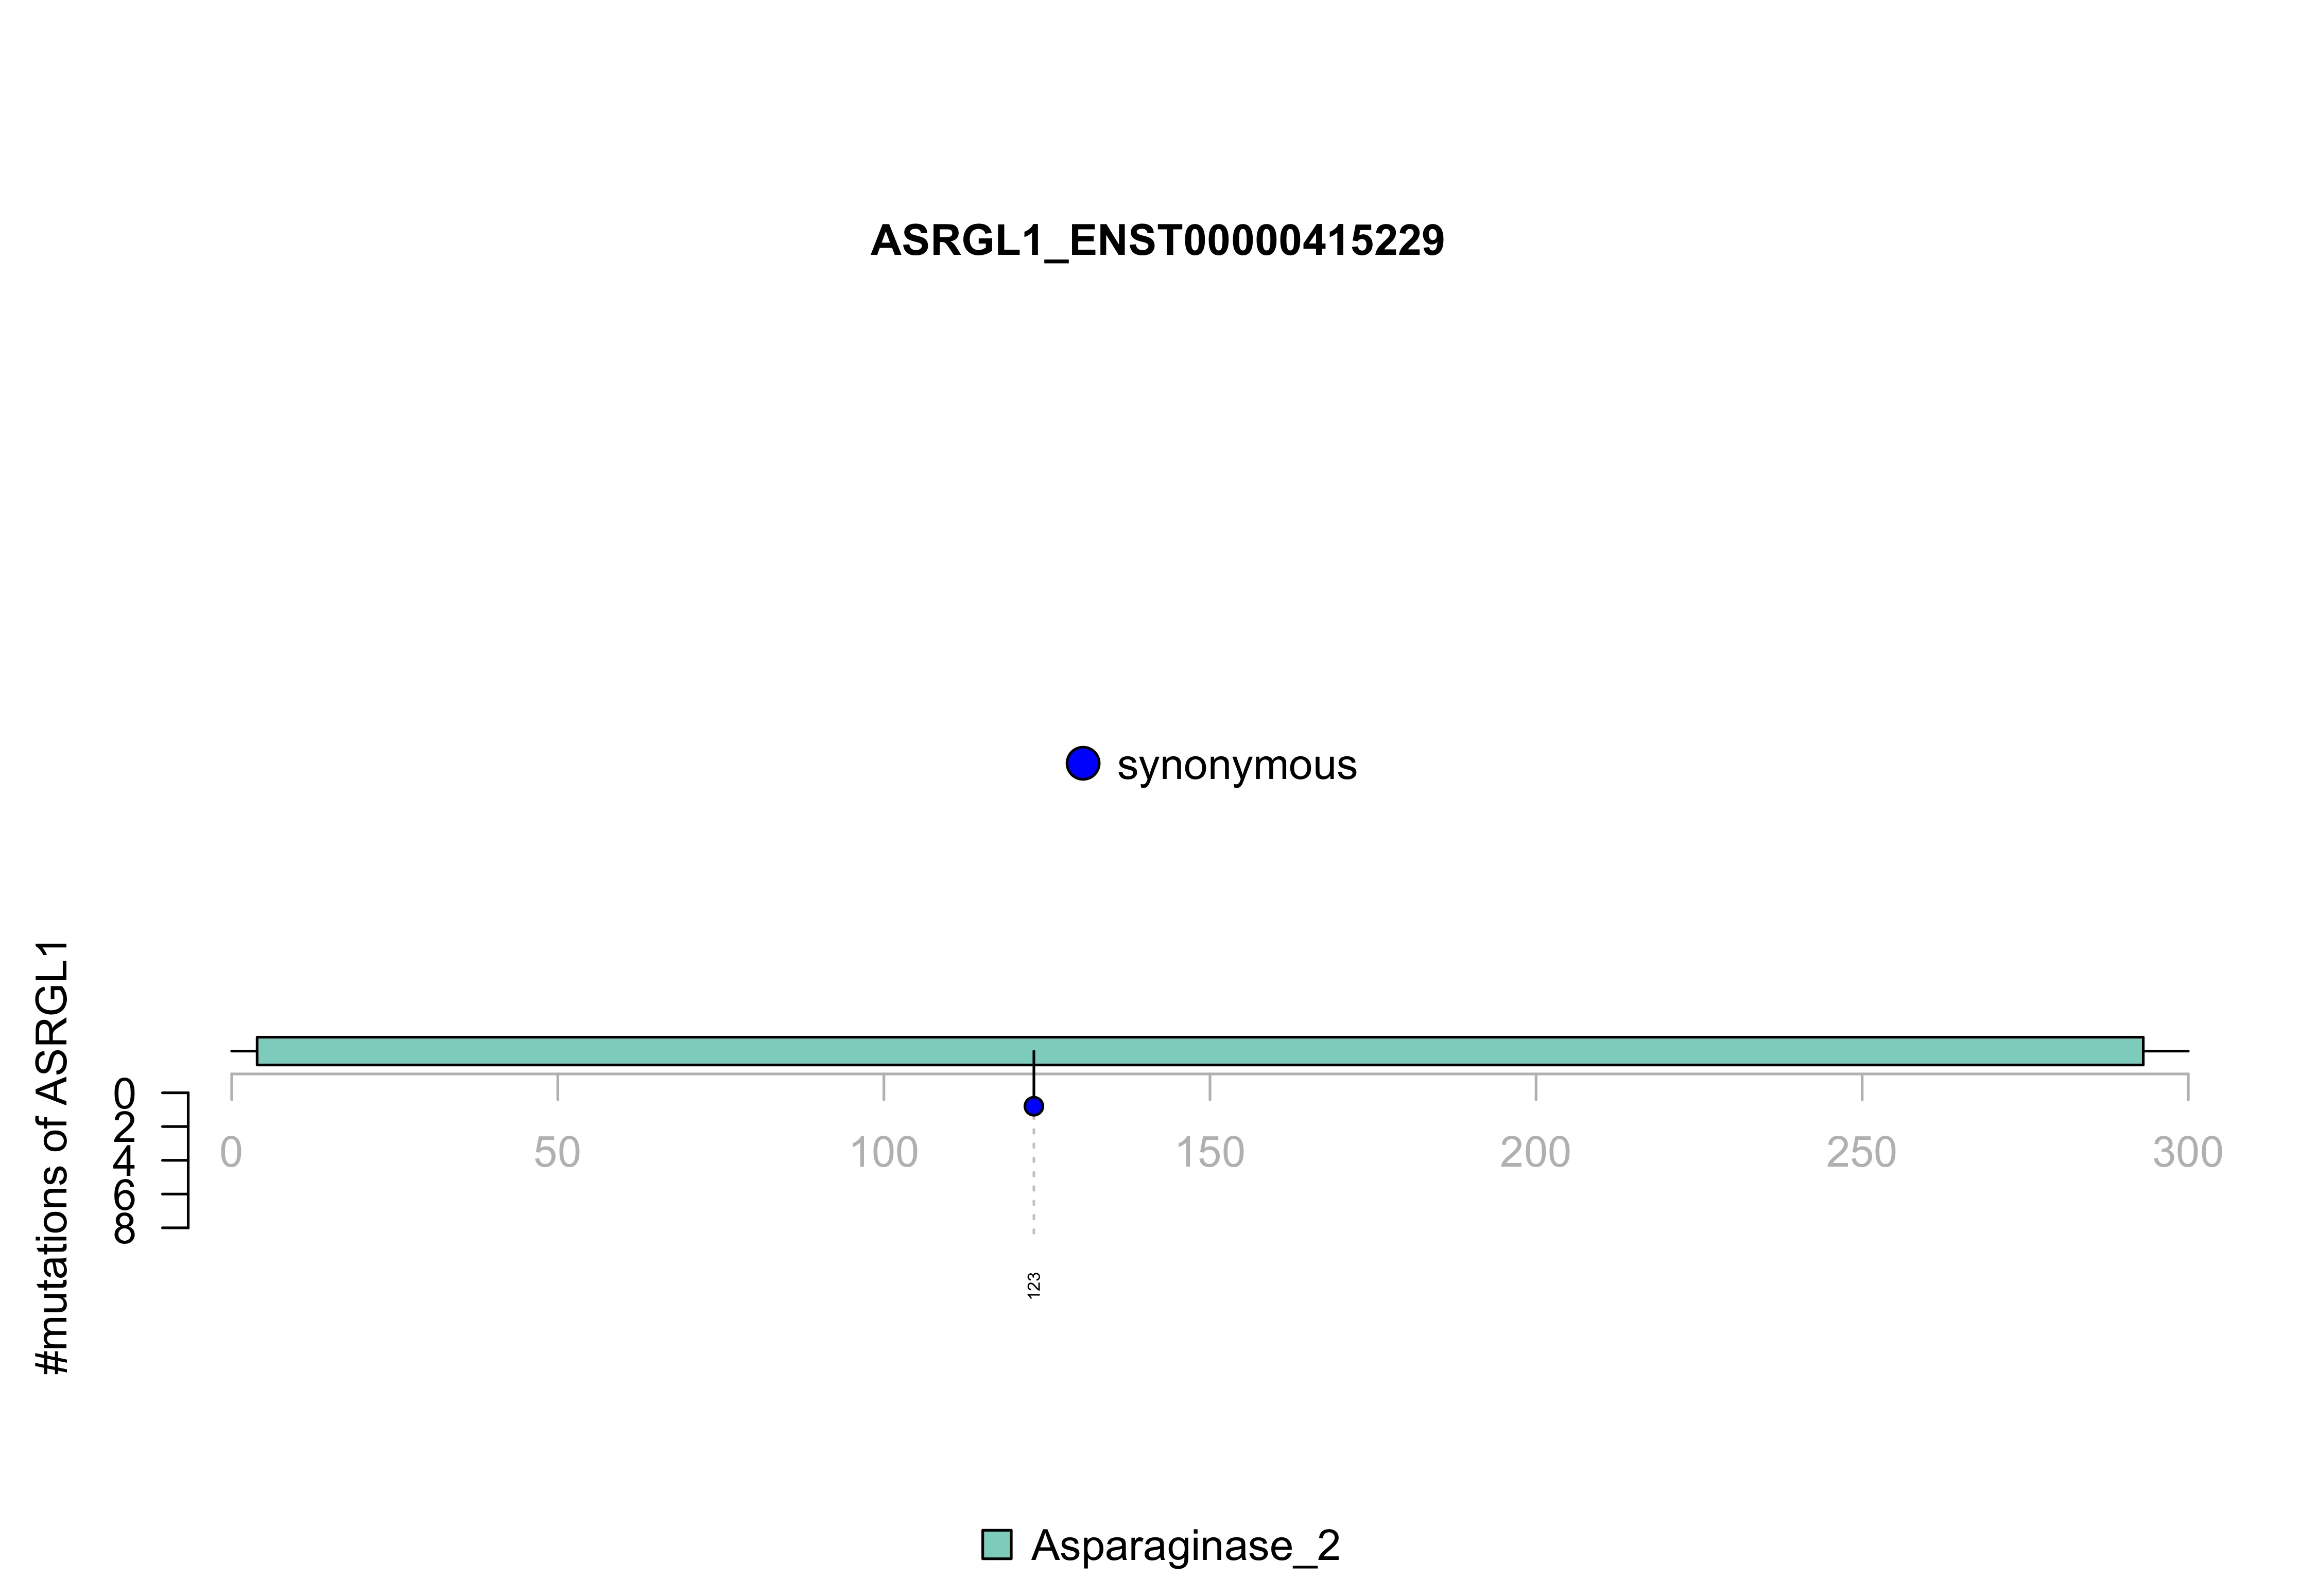 ASRGL1_ENST00000415229
synonymous
#mutations of ASRGL1
0
2
4
6
8
0 50 100 150 200 250 300
123
Asparaginase_2